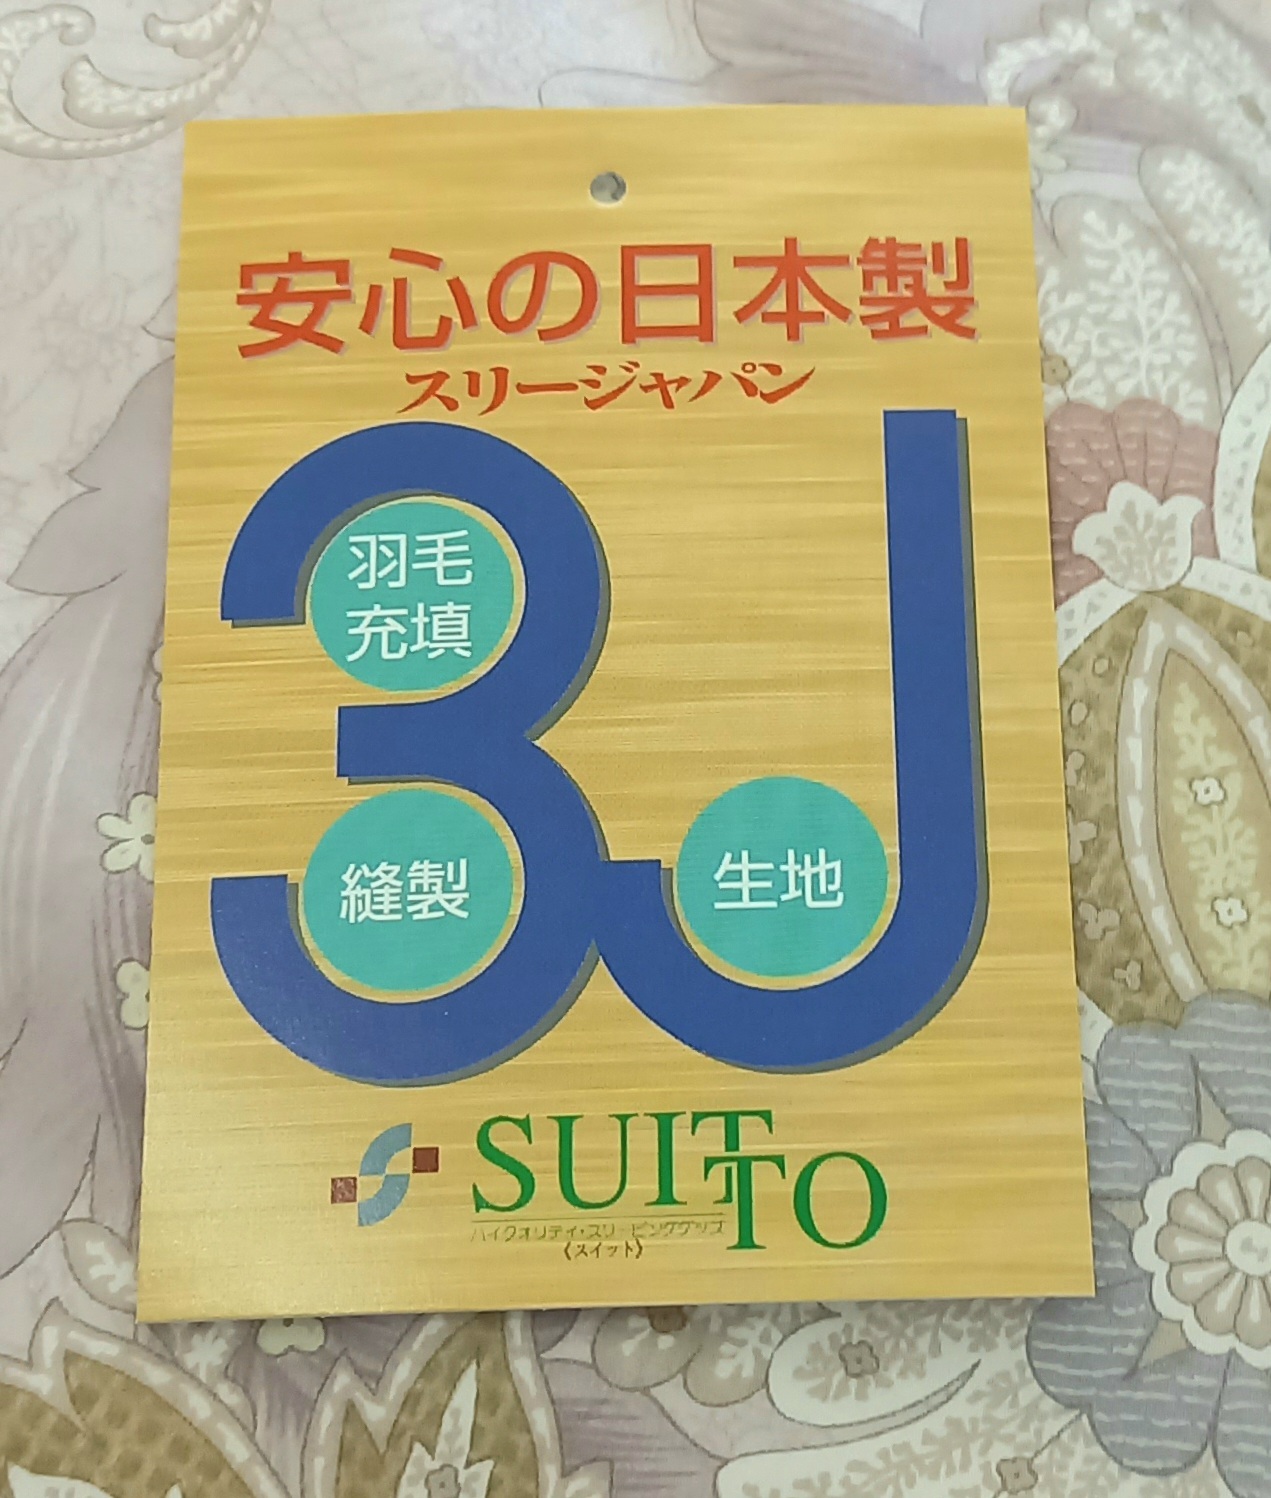 安心の日本製
スリージャパン
3J
羽毛
充填
縫製
生地
SUITTO
ハイクオリティ・スリーピンググッズ
《スイット》